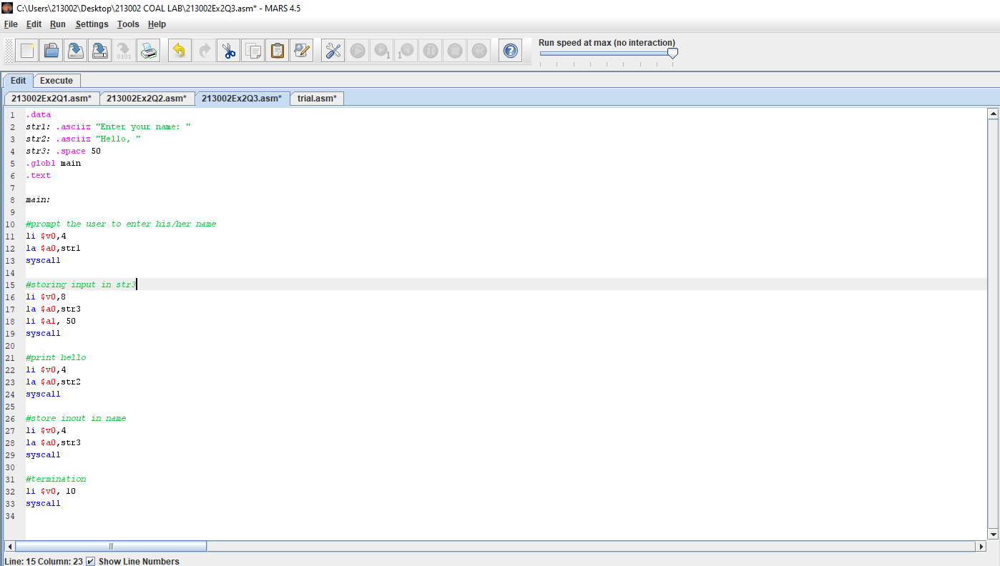 C:\Users\213002\Desktop\213002 COAL LAB\213002Ex2Q3.asm* - MARS 4.5
File Edit Run Settings Tools Help
Run speed at max (no interaction)
0101 1 1
Edit Execute
213002Ex2Q1.asm* 213002Ex2Q2.asm* 213002Ex2Q3.asm* trial.asm*
1 .data
2 str1: .asciiz "Enter your name: "
3 str2: .asciiz "Hello, "
4 str3: .space 50
5 .globl main
6 .text
7
8 main:
9
10 #prompt the user to enter his/her name
11 li $v0,4
12 la $a0,str1
13 syscall
14
15 #storing input in str3
16 li $v0,8
17 la $a0,str3
18 li $a1, 50
19 syscall
20
21 #print hello
22 li $v0,4
23 la $a0,str2
24 syscall
25
26 #store inout in name
27 li $v0,4
28 la $a0,str3
29 syscall
30
31 #termination
32 li $v0, 10
33 syscall
34
Line: 15 Column: 23 Show Line Numbers